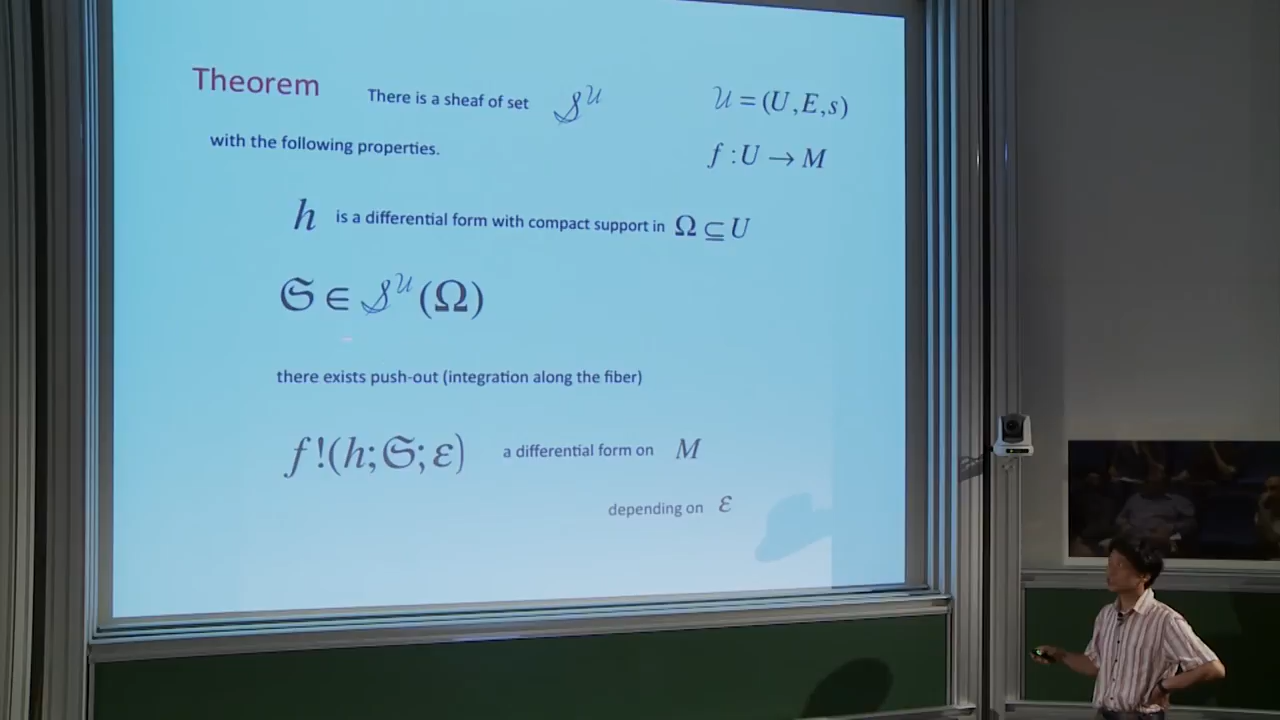 Theorem There is a sheaf of set 𝒮^𝒰 𝒰 = (U, E, s)
with the following properties. f : U → M
h is a differential form with compact support in Ω ⊆ U
𝔖 ∈ 𝒮^𝒰 (Ω)
there exists push-out (integration along the fiber)
f!(h; 𝔖; ε) a differential form on M
depending on ε